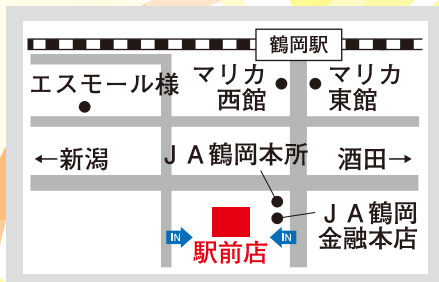 鶴岡駅
エスモール様
マリカ
西館
マリカ
東館
←新潟
ＪＡ鶴岡本所
酒田→
ＪＡ鶴岡
金融本店
IN
駅前店
IN